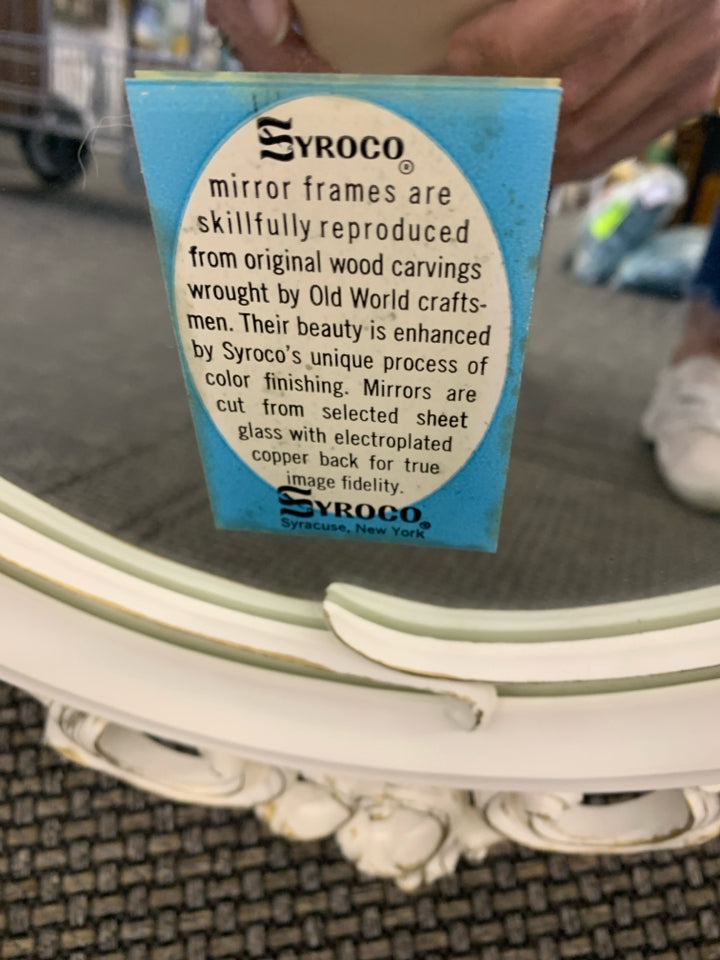 SYROCO®
mirror frames are
skillfully reproduced
from original wood carvings
wrought by Old World crafts-
men. Their beauty is enhanced
by Syroco's unique process of
color finishing. Mirrors are
cut from selected sheet
glass with electroplated
copper back for true
image fidelity.
SYROCO®
Syracuse, New York